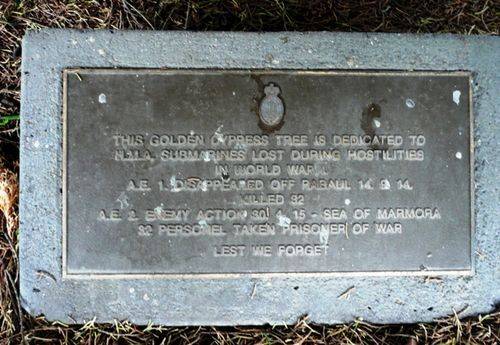 THIS GOLDEN CYPRESS TREE IS DEDICATED TO
H.M.A. SUBMARINES LOST DURING HOSTILITIES
IN WORLD WAR 1.
A.E. 1. DISAPPEARED OFF RABAUL 14. 9. 14.
KILLED 32
A.E. 2. ENEMY ACTION 30 4. 15 - SEA OF MARMORA
32 PERSONEL TAKEN PRISONER OF WAR
LEST WE FORGET